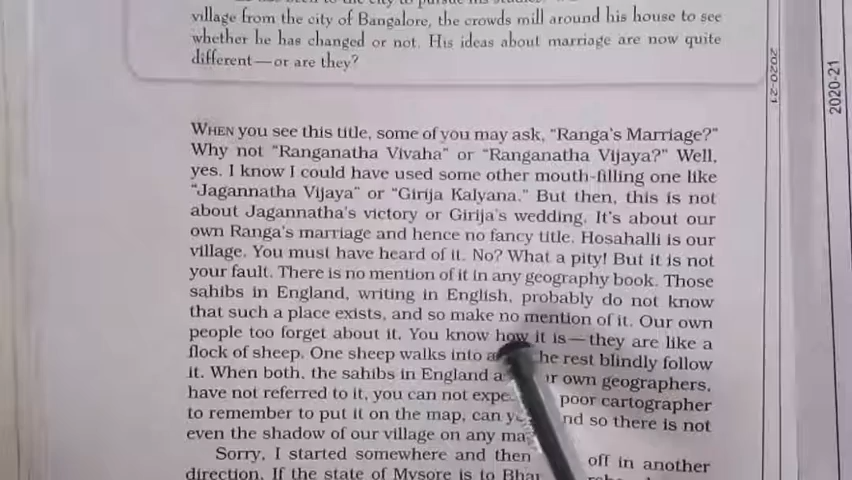 village from the city of Bangalore, the crowds mill around his house to see
whether he has changed or not. His ideas about marriage are now quite
different—or are they?
WHEN you see this title, some of you may ask, "Ranga's Marriage?"
Why not "Ranganatha Vivaha" or "Ranganatha Vijaya?" Well,
yes. I know I could have used some other mouth-filling one like
"Jagannatha Vijaya" or "Girija Kalyana." But then, this is not
about Jagannatha's victory or Girija's wedding. It's about our
own Ranga's marriage and hence no fancy title. Hosahalli is our
village. You must have heard of it. No? What a pity! But it is not
your fault. There is no mention of it in any geography book. Those
sahibs in England, writing in English, probably do not know
that such a place exists, and so make no mention of it. Our own
people too forget about it. You know how it is—they are like a
flock of sheep. One sheep walks into a rest blindly follow
it. When both, the sahibs in England own geographers,
have not referred to it, you can not poor cartographer
to remember to put it on the map, can so there is not
even the shadow of our village on any
Sorry, I started somewhere and then off in another
direction. If the state of Mysore is to
2020-21
2020-21